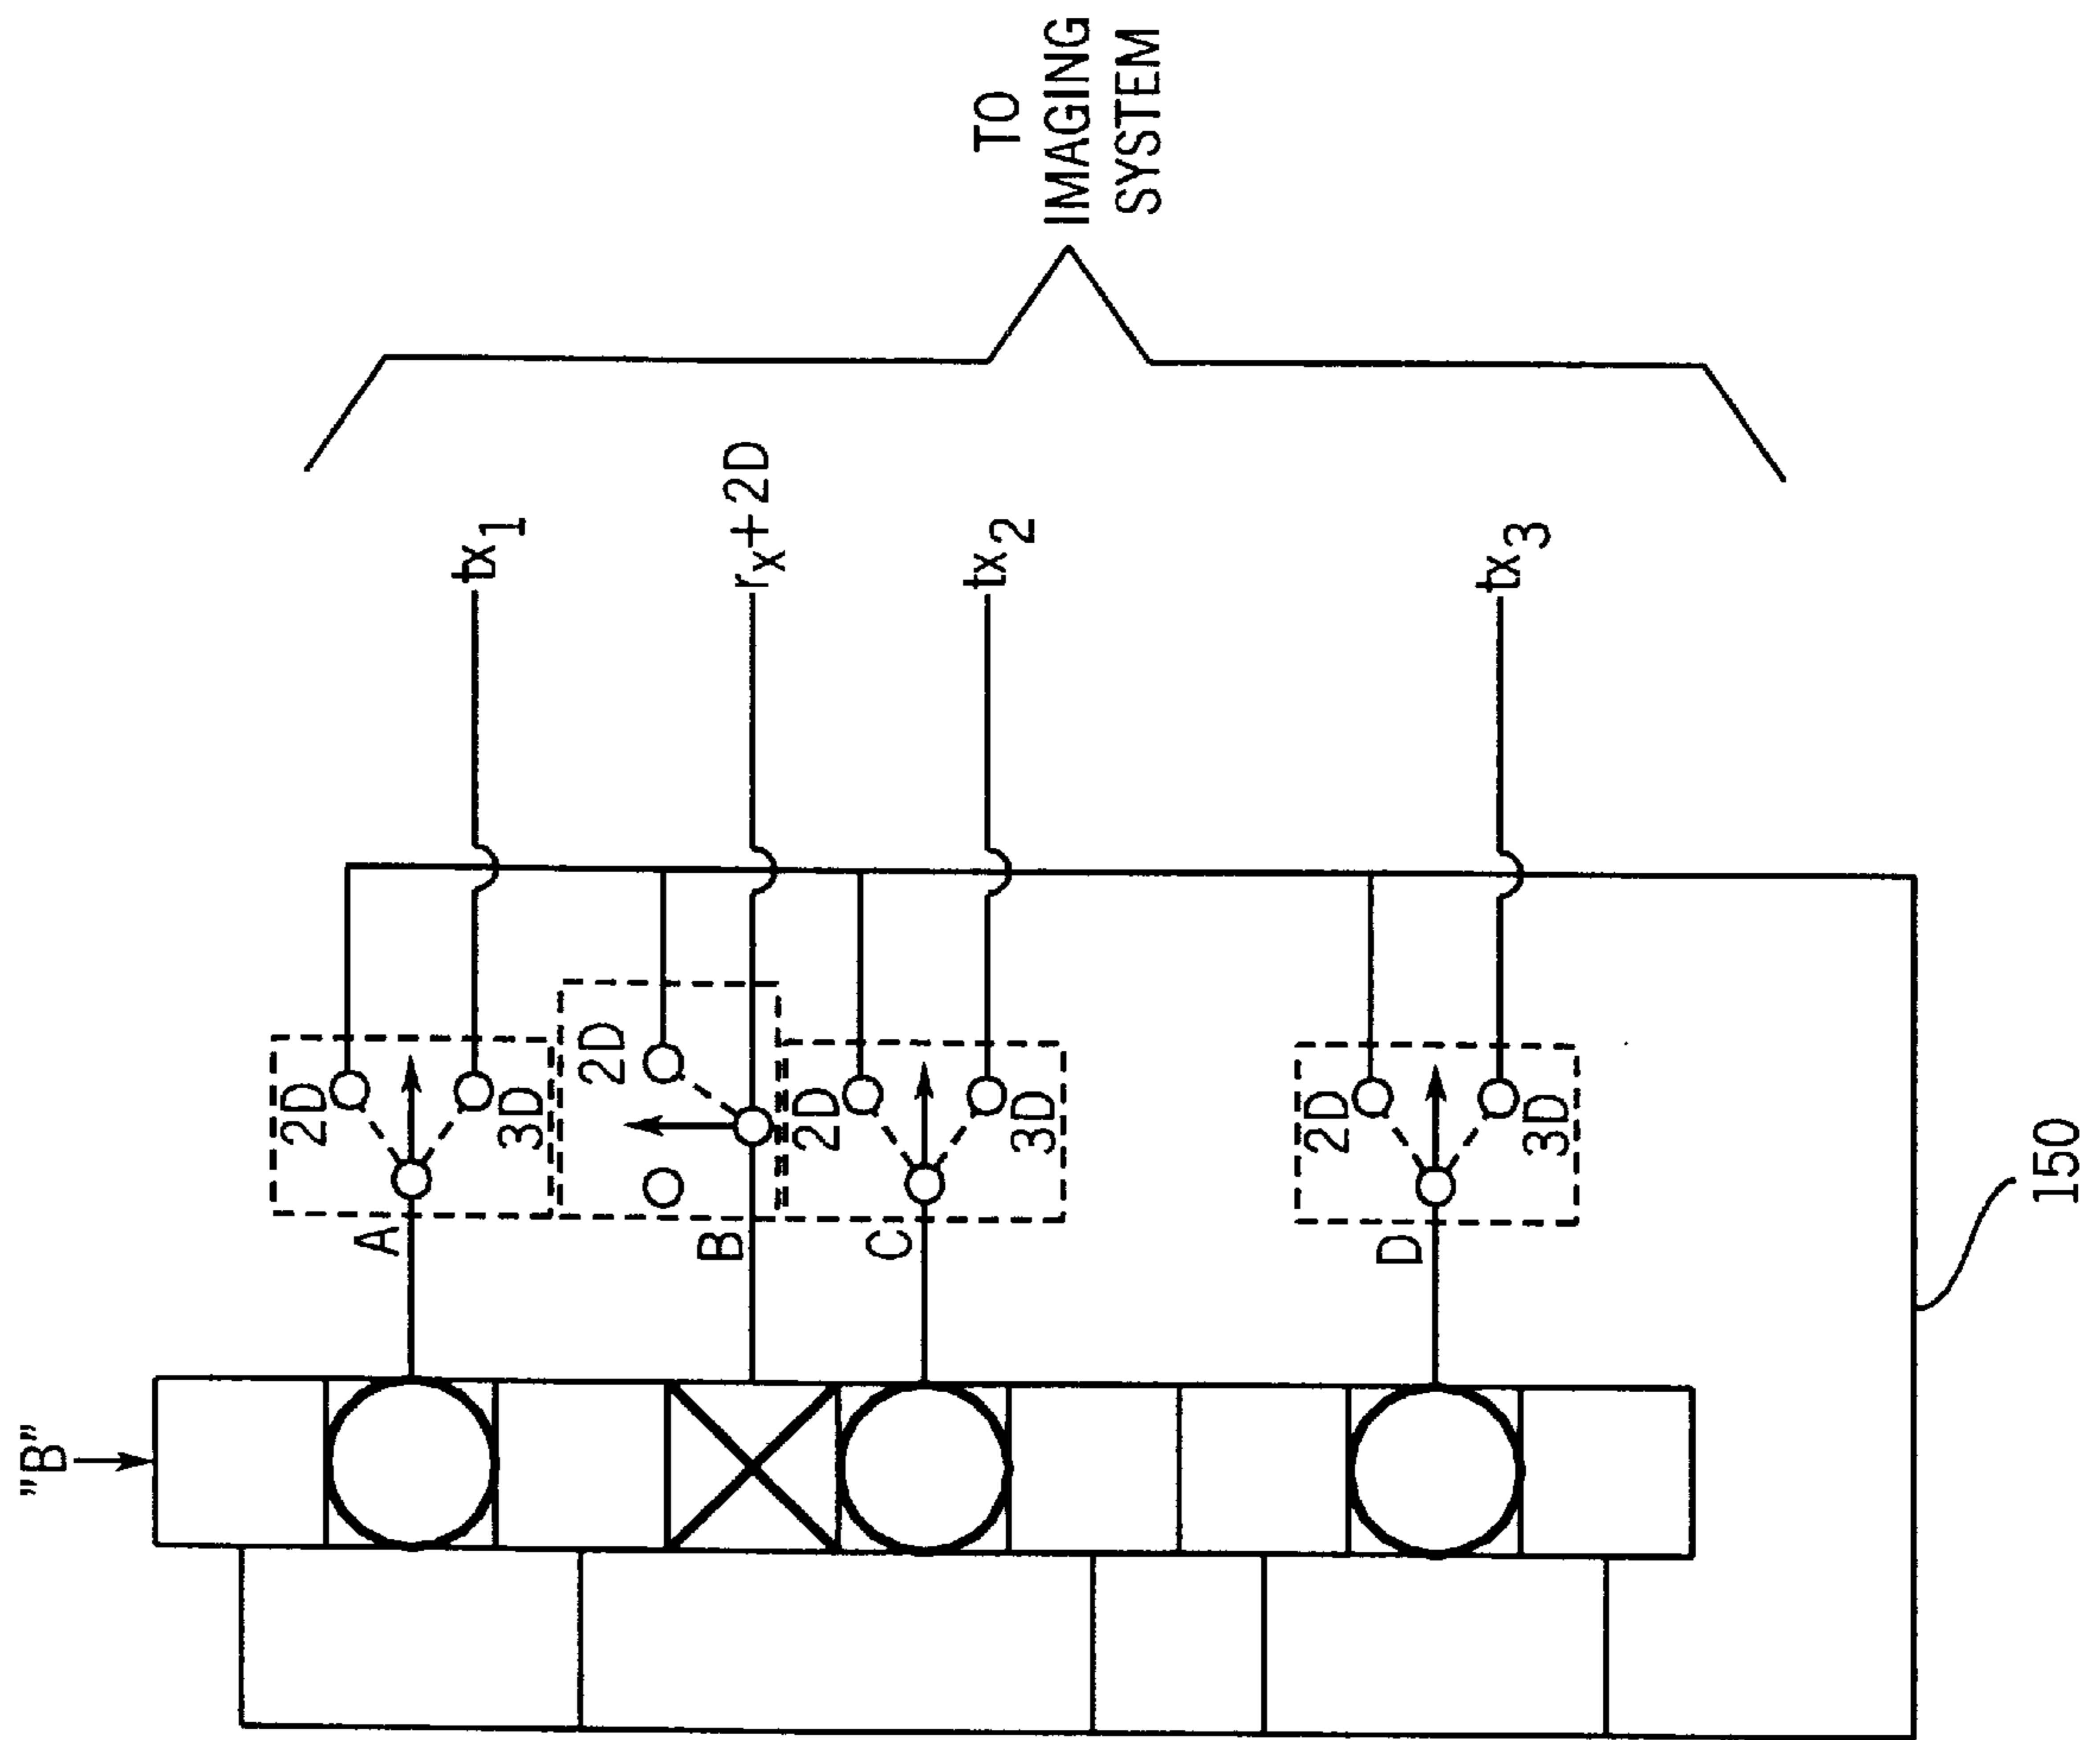 TO
IMAGING
SYSTEM
tx1
rx+2D
tx2
tx3
2D
3D
2D
2D
3D
2D
3D
A
B
C
D
"B"
150